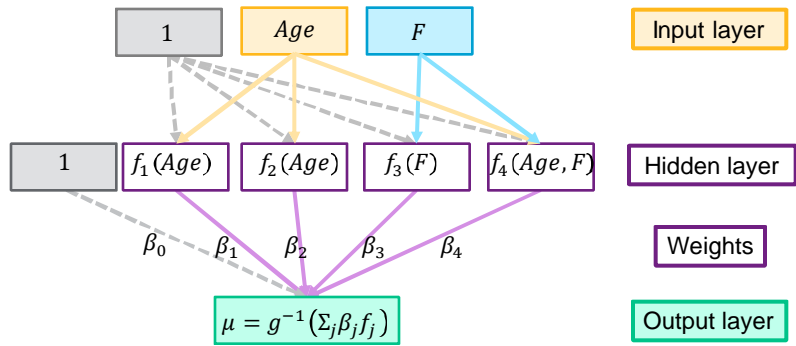 1 Age F Input layer
1 f₁(Age) f₂(Age) f₃(F) f₄(Age, F) Hidden layer
β₀ β₁ β₂ β₃ β₄ Weights
μ = g⁻¹(Σⱼβⱼfⱼ) Output layer